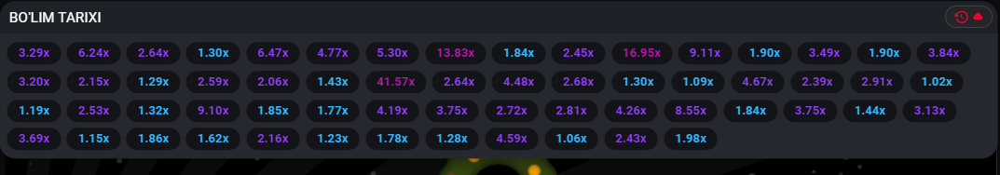 BO'LIM TARIXI
3.29x 6.24x 2.64x 1.30x 6.47x 4.77x 5.30x 13.83x 1.84x 2.45x 16.95x 9.11x 1.90x 3.49x 1.90x 3.84x
3.20x 2.15x 1.29x 2.59x 2.06x 1.43x 41.57x 2.64x 4.48x 2.68x 1.30x 1.09x 4.67x 2.39x 2.91x 1.02x
1.19x 2.53x 1.32x 9.10x 1.85x 1.77x 4.19x 3.75x 2.72x 2.81x 4.26x 8.55x 1.84x 3.75x 1.44x 3.13x
3.69x 1.15x 1.86x 1.62x 2.16x 1.23x 1.78x 1.28x 4.59x 1.06x 2.43x 1.98x